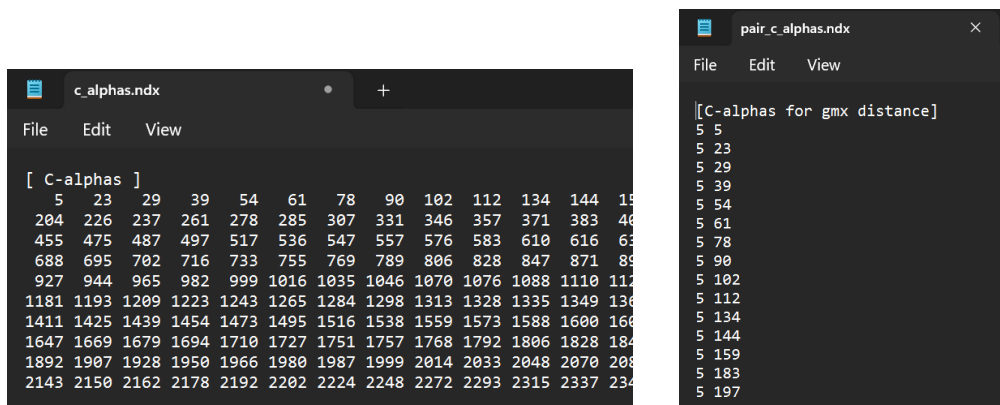 c_alphas.ndx
File Edit View
[ C-alphas ]
5 23 29 39 54 61 78 90 102 112 134 144
204 226 237 261 278 285 307 331 346 357 371 383
455 475 487 497 517 536 547 557 576 583 610 616
688 695 702 716 733 755 769 789 806 828 847 871
927 944 965 982 999 1016 1035 1046 1070 1076 1088 1110
1181 1193 1209 1223 1243 1265 1284 1298 1313 1328 1335 1349
1411 1425 1439 1454 1473 1495 1516 1538 1559 1573 1588 1600
1647 1669 1679 1694 1710 1727 1751 1757 1768 1792 1806 1828
1892 1907 1928 1950 1966 1980 1987 1999 2014 2033 2048 2070
2143 2150 2162 2178 2192 2202 2224 2248 2272 2293 2315 2337
pair_c_alphas.ndx
File Edit View
[C-alphas for gmx distance]
5 5
5 23
5 29
5 39
5 54
5 61
5 78
5 90
5 102
5 112
5 134
5 144
5 159
5 183
5 197